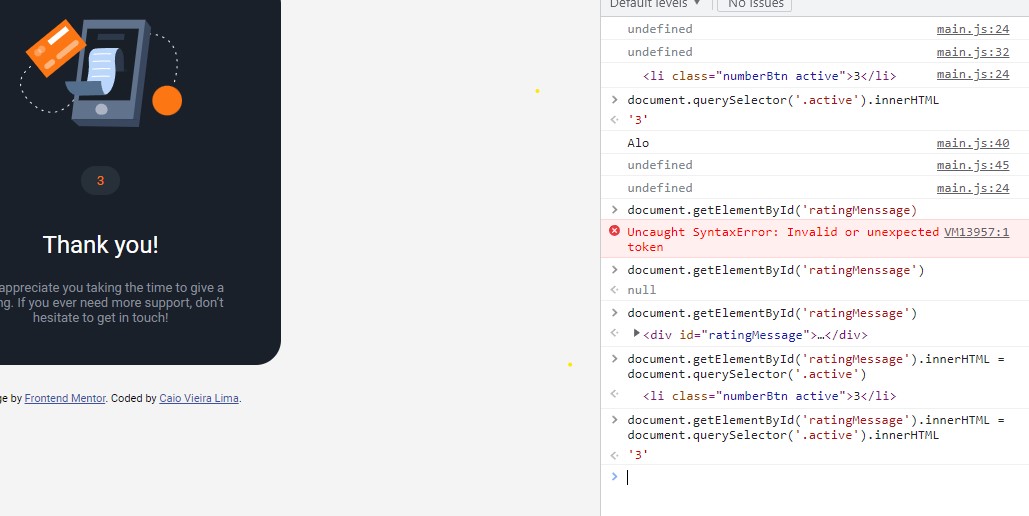 3
Thank you!
appreciate you taking the time to give a
ng. If you ever need more support, don't
hesitate to get in touch!
ge by Frontend Mentor. Coded by Caio Vieira Lima.
Default levels ▼ No Issues
undefined main.js:24
undefined main.js:32
<li class="numberBtn active">3</li> main.js:24
document.querySelector('.active').innerHTML
'3'
Alo main.js:40
undefined main.js:45
undefined main.js:24
document.getElementById('ratingMenssage)
Uncaught SyntaxError: Invalid or unexpected VM13957:1
token
document.getElementById('ratingMenssage')
null
document.getElementById('ratingMessage')
<div id="ratingMessage">…</div>
document.getElementById('ratingMessage').innerHTML =
document.querySelector('.active')
<li class="numberBtn active">3</li>
document.getElementById('ratingMessage').innerHTML =
document.querySelector('.active').innerHTML
'3'